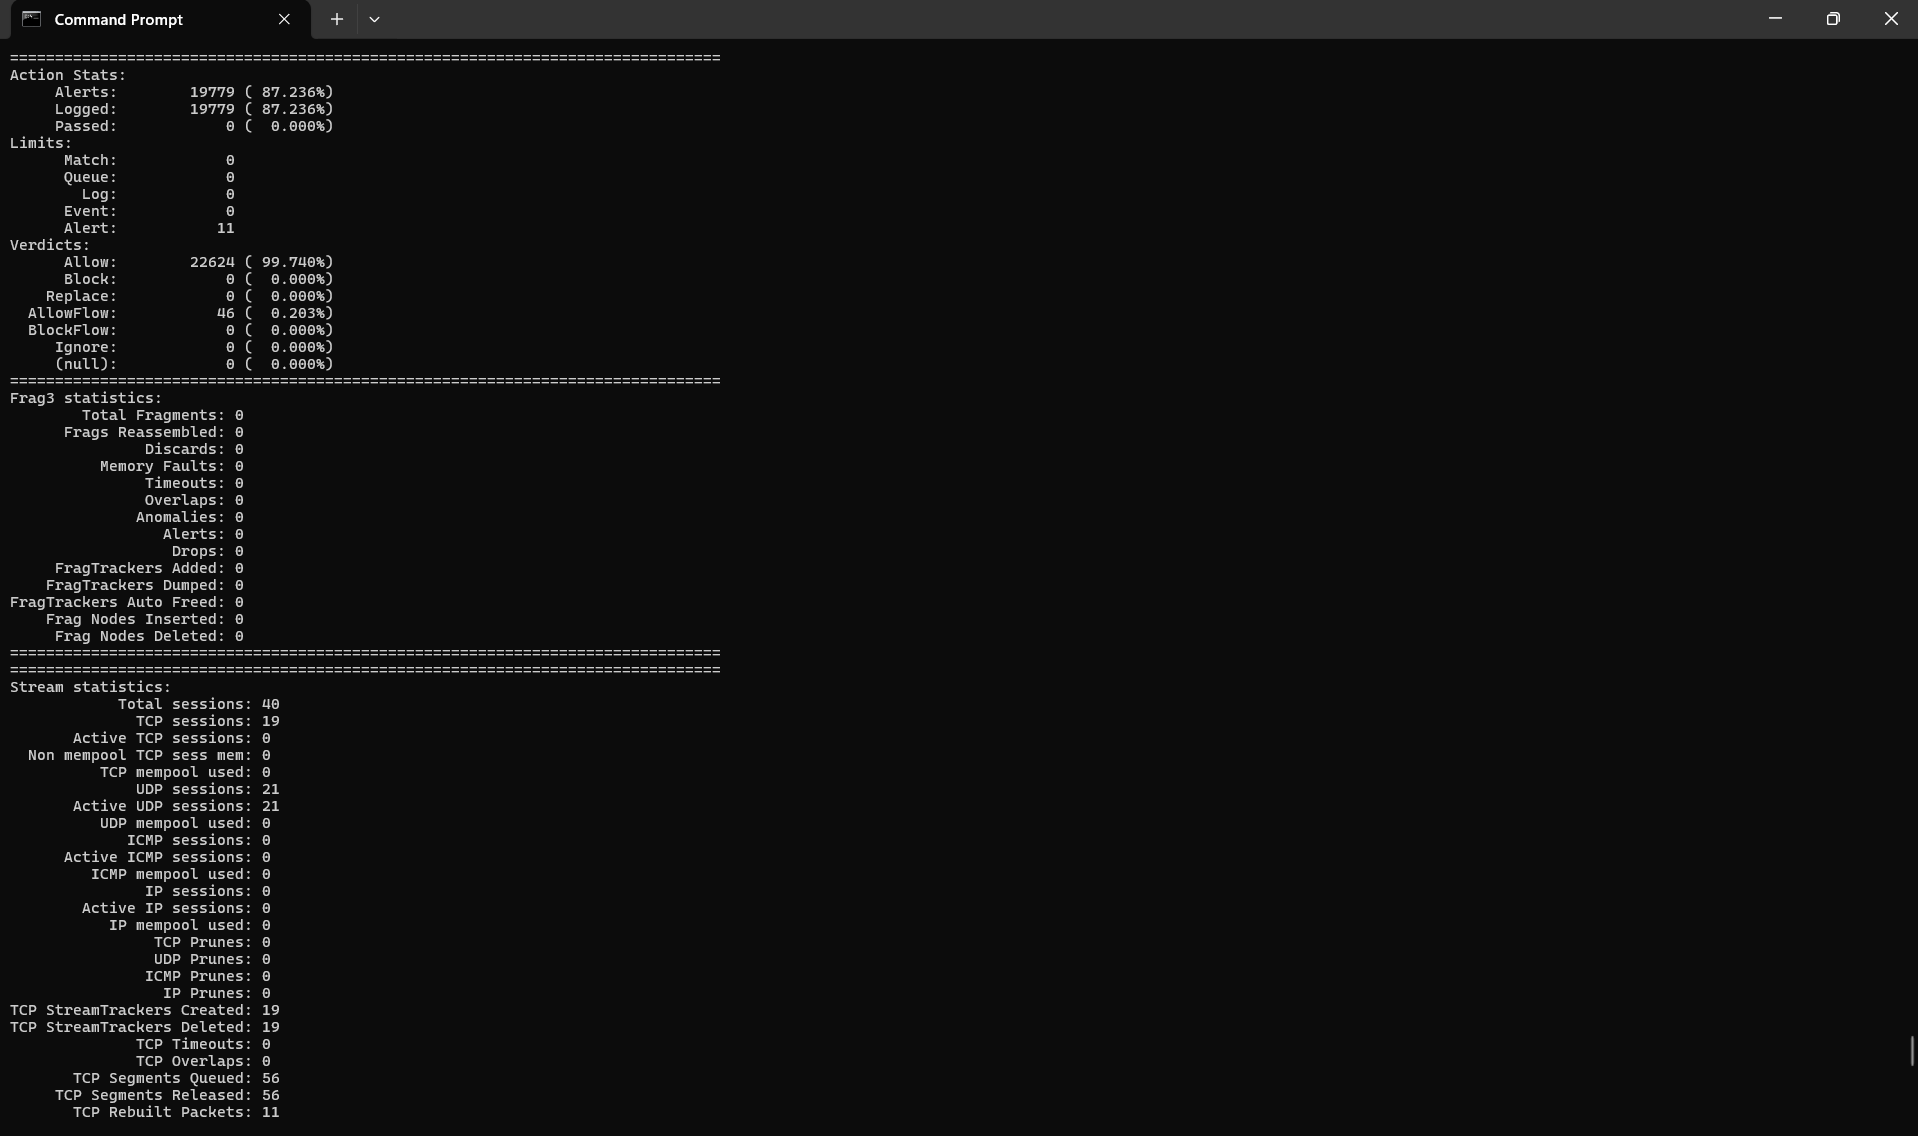 Command Prompt
===============================================================================
Action Stats:
     Alerts:        19779 ( 87.236%)
     Logged:        19779 ( 87.236%)
     Passed:            0 (  0.000%)
Limits:
      Match:            0
      Queue:            0
        Log:            0
      Event:            0
      Alert:           11
Verdicts:
      Allow:        22624 ( 99.740%)
      Block:            0 (  0.000%)
    Replace:            0 (  0.000%)
  AllowFlow:           46 (  0.203%)
  BlockFlow:            0 (  0.000%)
     Ignore:            0 (  0.000%)
     (null):            0 (  0.000%)
===============================================================================
Frag3 statistics:
        Total Fragments: 0
      Frags Reassembled: 0
               Discards: 0
          Memory Faults: 0
               Timeouts: 0
               Overlaps: 0
              Anomalies: 0
                 Alerts: 0
                  Drops: 0
     FragTrackers Added: 0
    FragTrackers Dumped: 0
FragTrackers Auto Freed: 0
    Frag Nodes Inserted: 0
     Frag Nodes Deleted: 0
===============================================================================
===============================================================================
Stream statistics:
            Total sessions: 40
              TCP sessions: 19
       Active TCP sessions: 0
  Non mempool TCP sess mem: 0
          TCP mempool used: 0
              UDP sessions: 21
       Active UDP sessions: 21
          UDP mempool used: 0
             ICMP sessions: 0
      Active ICMP sessions: 0
         ICMP mempool used: 0
               IP sessions: 0
        Active IP sessions: 0
           IP mempool used: 0
                TCP Prunes: 0
                UDP Prunes: 0
               ICMP Prunes: 0
                 IP Prunes: 0
TCP StreamTrackers Created: 19
TCP StreamTrackers Deleted: 19
              TCP Timeouts: 0
              TCP Overlaps: 0
       TCP Segments Queued: 56
     TCP Segments Released: 56
       TCP Rebuilt Packets: 11